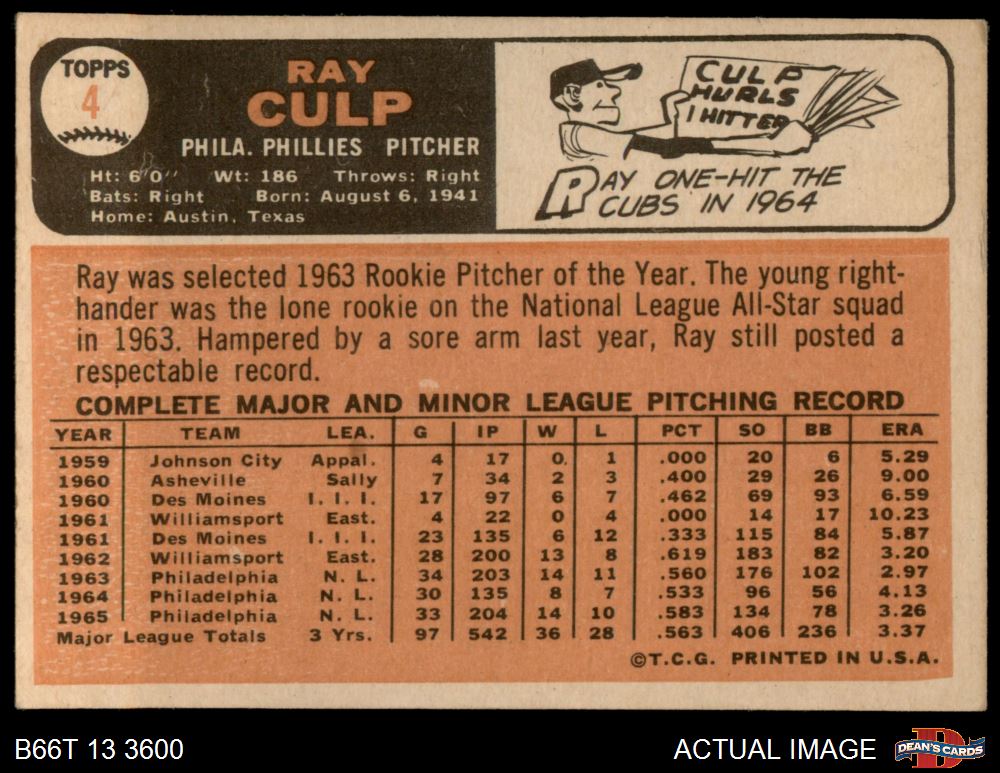 TOPPS
4
RAY
CULP
PHILA. PHILLIES PITCHER
Ht: 6'0" Wt: 186 Throws: Right
Bats: Right Born: August 6, 1941
Home: Austin, Texas
CULP
HURLS
1 HITTER
RAY ONE-HIT THE
CUBS IN 1964
Ray was selected 1963 Rookie Pitcher of the Year. The young right-
hander was the lone rookie on the National League All-Star squad
in 1963. Hampered by a sore arm last year, Ray still posted a
respectable record.
COMPLETE MAJOR AND MINOR LEAGUE PITCHING RECORD
YEAR TEAM LEA. G IP W L PCT SO BB ERA
1959 Johnson City Appal. 4 17 0 1 .000 20 6 5.29
1960 Asheville Sally 7 34 2 3 .400 29 26 9.00
1960 Des Moines I. I. I. 17 97 6 7 .462 69 93 6.59
1961 Williamsport East. 4 22 0 4 .000 14 17 10.23
1961 Des Moines I. I. I. 23 135 6 12 .333 115 84 5.87
1962 Williamsport East. 28 200 13 8 .619 183 82 3.20
1963 Philadelphia N. L. 34 203 14 11 .560 176 102 2.97
1964 Philadelphia N. L. 30 135 8 7 .533 96 56 4.13
1965 Philadelphia N. L. 33 204 14 10 .583 134 78 3.26
Major League Totals 3 Yrs. 97 542 36 28 .563 406 236 3.37
©T.C.G. PRINTED IN U.S.A.
B66T 13 3600
ACTUAL IMAGE
D
DEAN'S CARDS